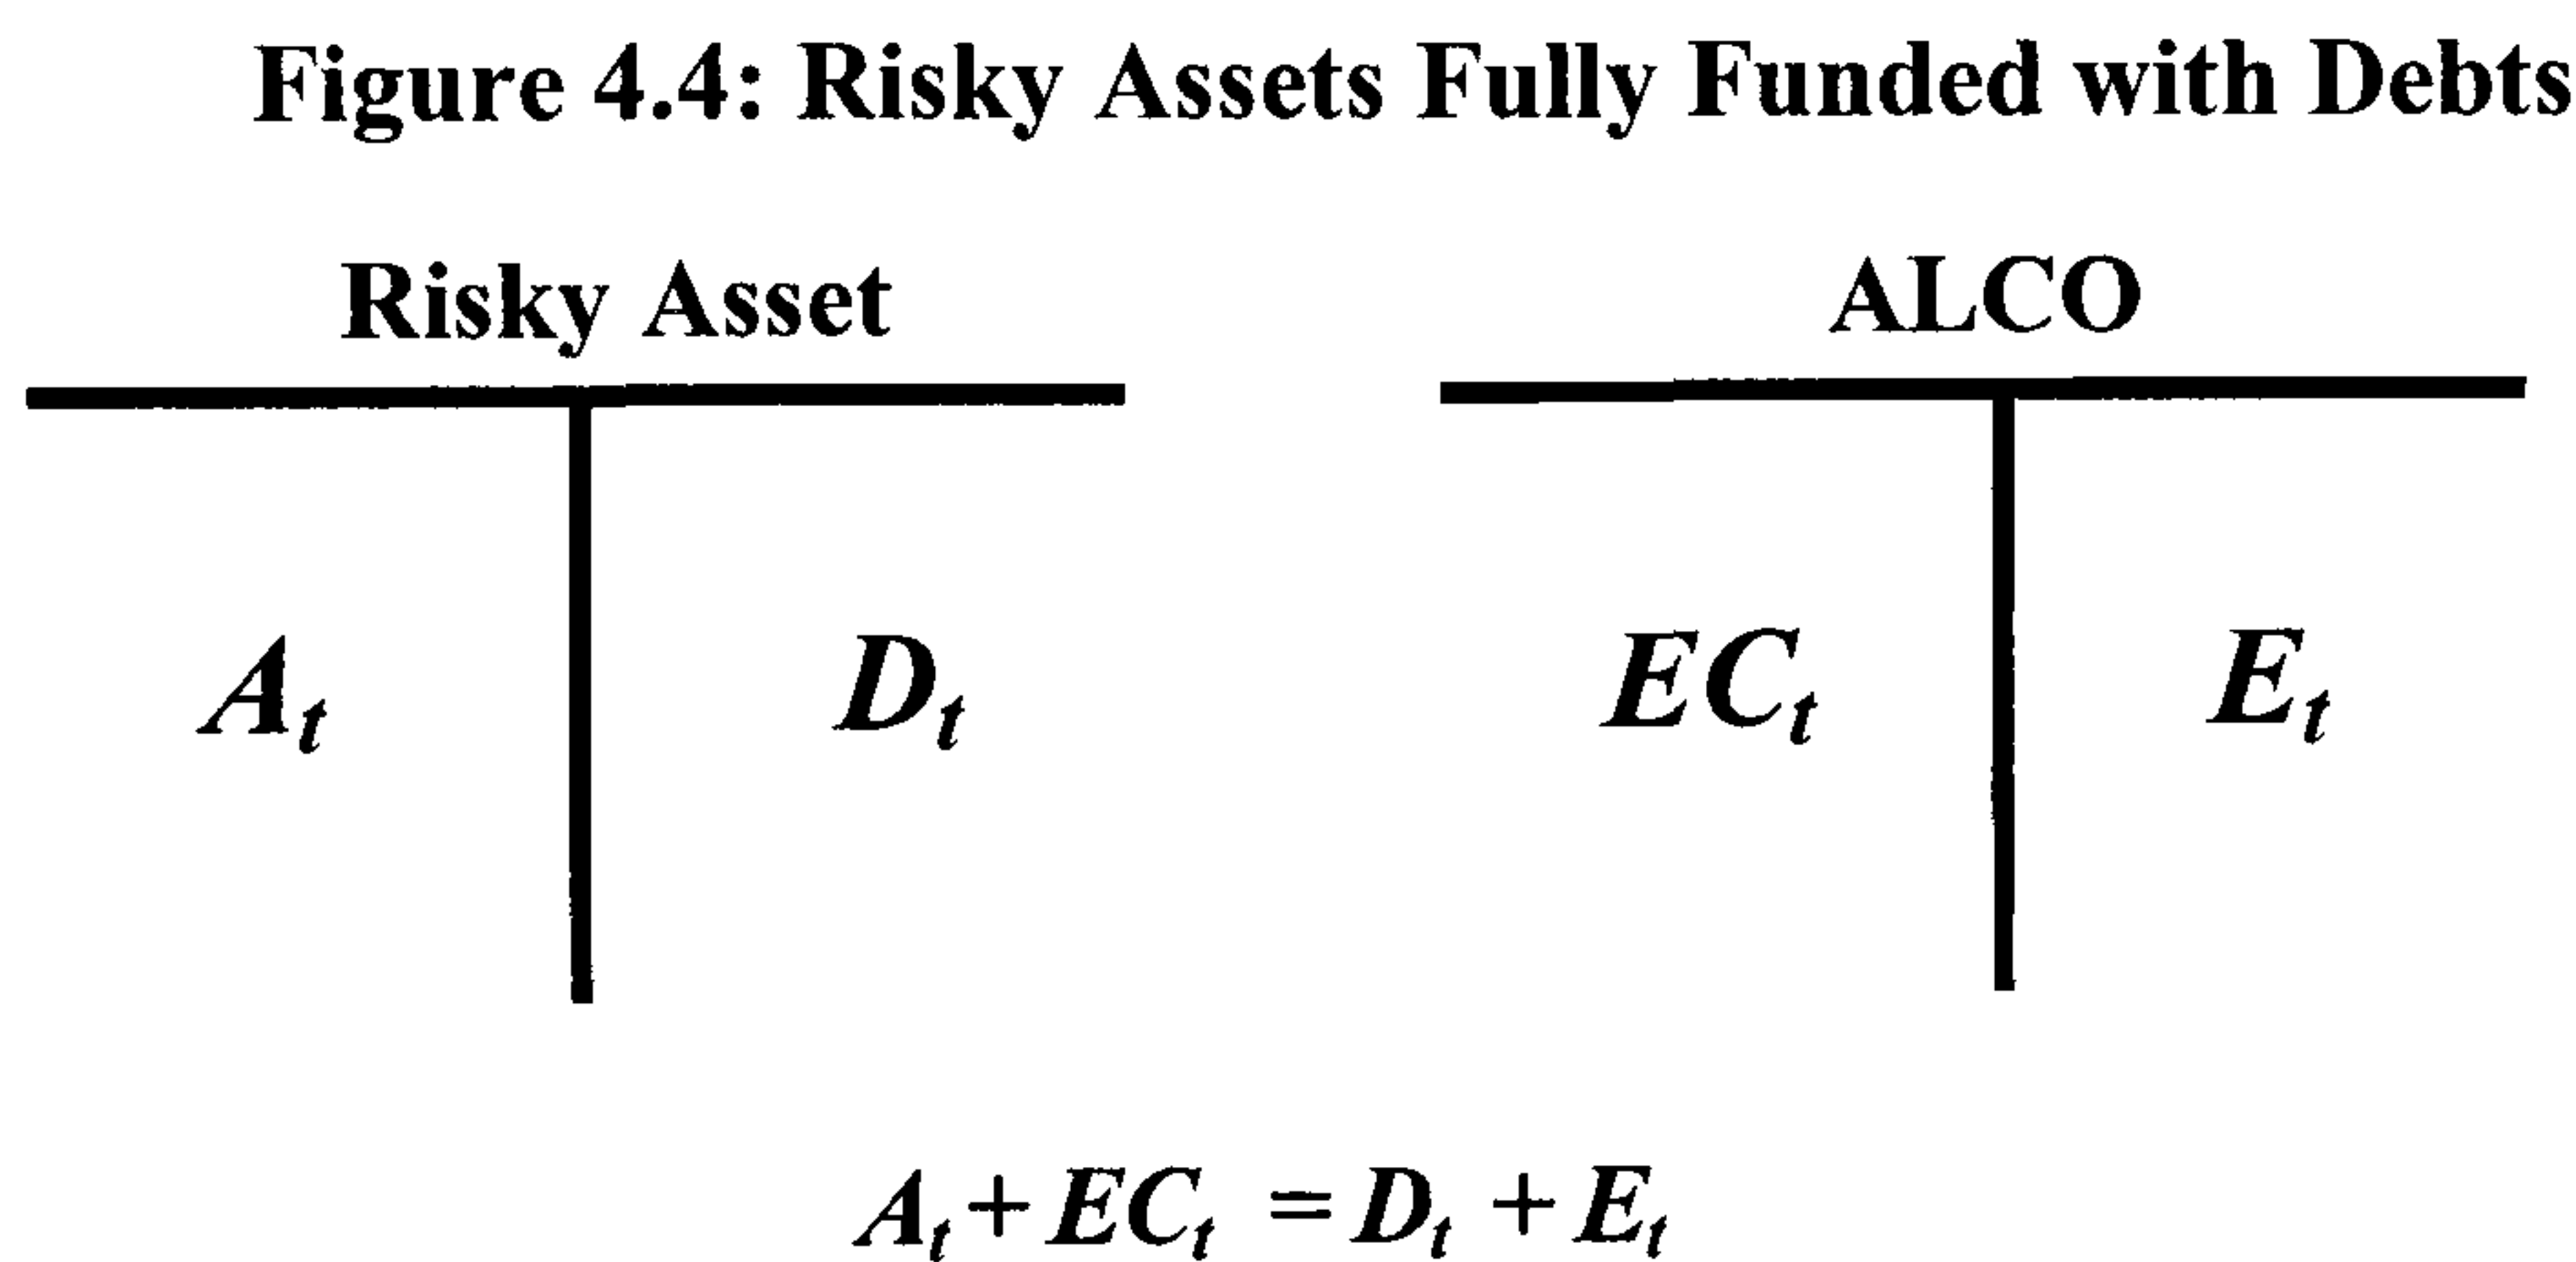 Figure 4.4: Risky Assets Fully Funded with Debts
Risky Asset
ALCO
A_t
D_t
EC_t
E_t
A_t + EC_t = D_t + E_t